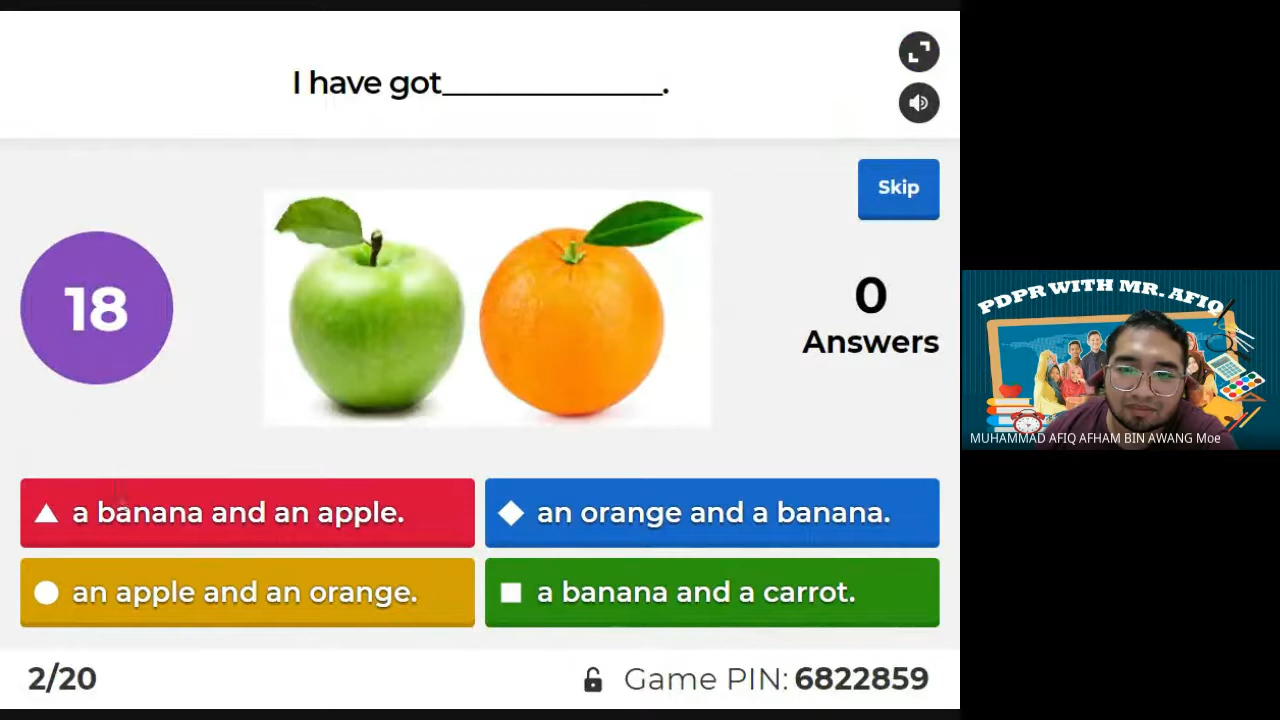 I have got______________.
Skip
18
0
Answers
a banana and an apple.
an orange and a banana.
an apple and an orange.
a banana and a carrot.
2/20
Game PIN: 6822859
PDPR WITH MR. AFIQ
MUHAMMAD AFIQ AFHAM BIN AWANG Moe